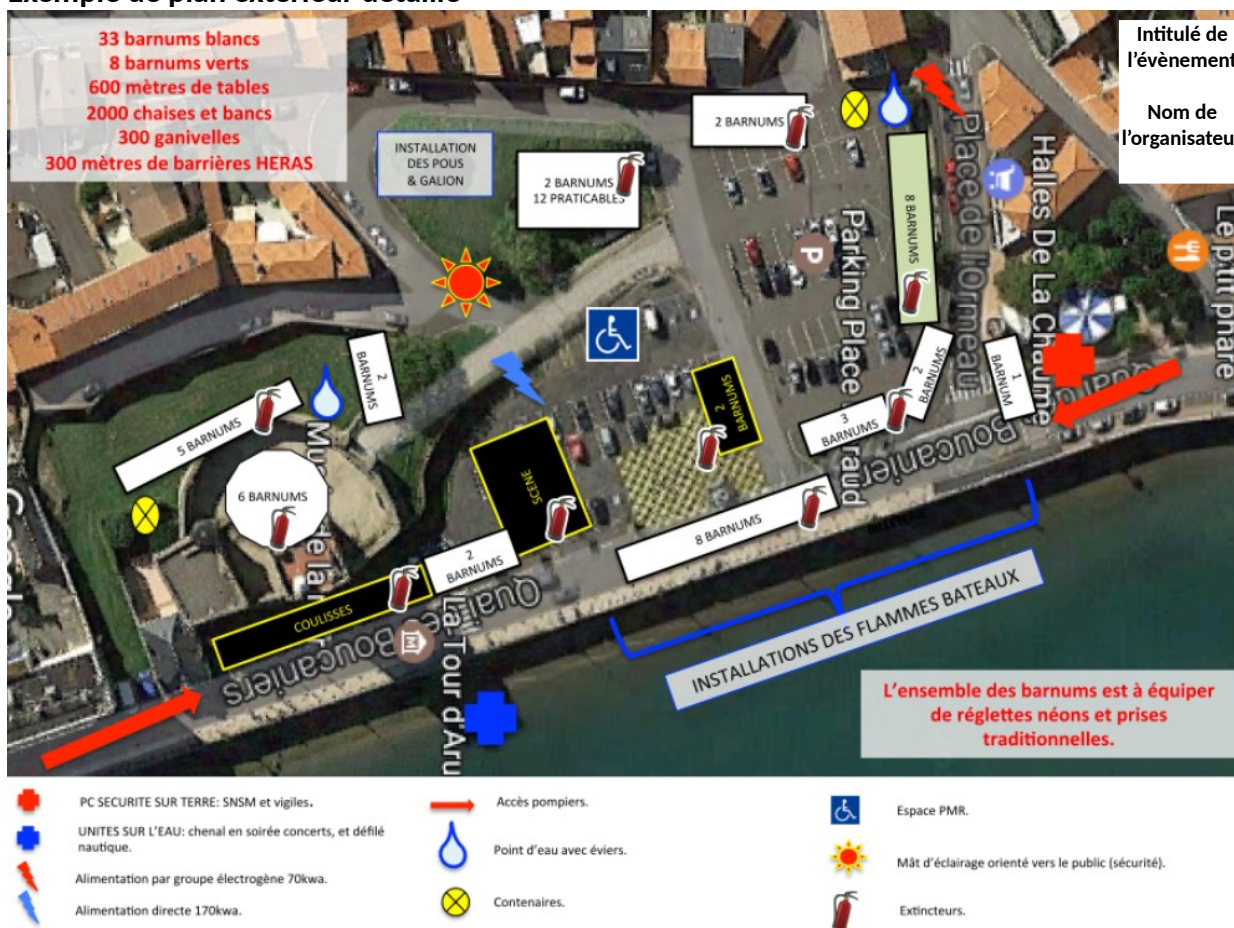 Exemple de plan extérieur détaillé
33 barnums blancs
8 barnums verts
600 mètres de tables
2000 chaises et bancs
300 ganivelles
300 mètres de barrières HERAS
Intitulé de
l'évènement
Nom de
l'organisateu
INSTALLATION
DES POUS
& GALION
2 BARNUMS
12 PRATICABLES
2 BARNUMS
8 BARNUMS
Place de l'Ormeau
Halles De La Chaume
Le p'tit phare
P
Parking Place
raud
2
BARNUMS
5 BARNUMS
6 BARNUMS
SCENE
2
BARNUMS
3
BARNUMS
2
BARNUMS
1
BARNUM
8 BARNUMS
2
BARNUMS
COULISSES
Quai des Boucaniers
Boucanier
M
La Tour d'Aru
INSTALLATIONS DES FLAMMES BATEAUX
L'ensemble des barnums est à équiper
de réglettes néons et prises
traditionnelles.
PC SECURITE SUR TERRE: SNSM et vigiles.
UNITES SUR L'EAU: chenal en soirée concerts, et défilé
nautique.
Alimentation par groupe électrogène 70kwa.
Alimentation directe 170kwa.
Accès pompiers.
Point d'eau avec éviers.
Contenaires.
Espace PMR.
Mât d'éclairage orienté vers le public (sécurité).
Extincteurs.